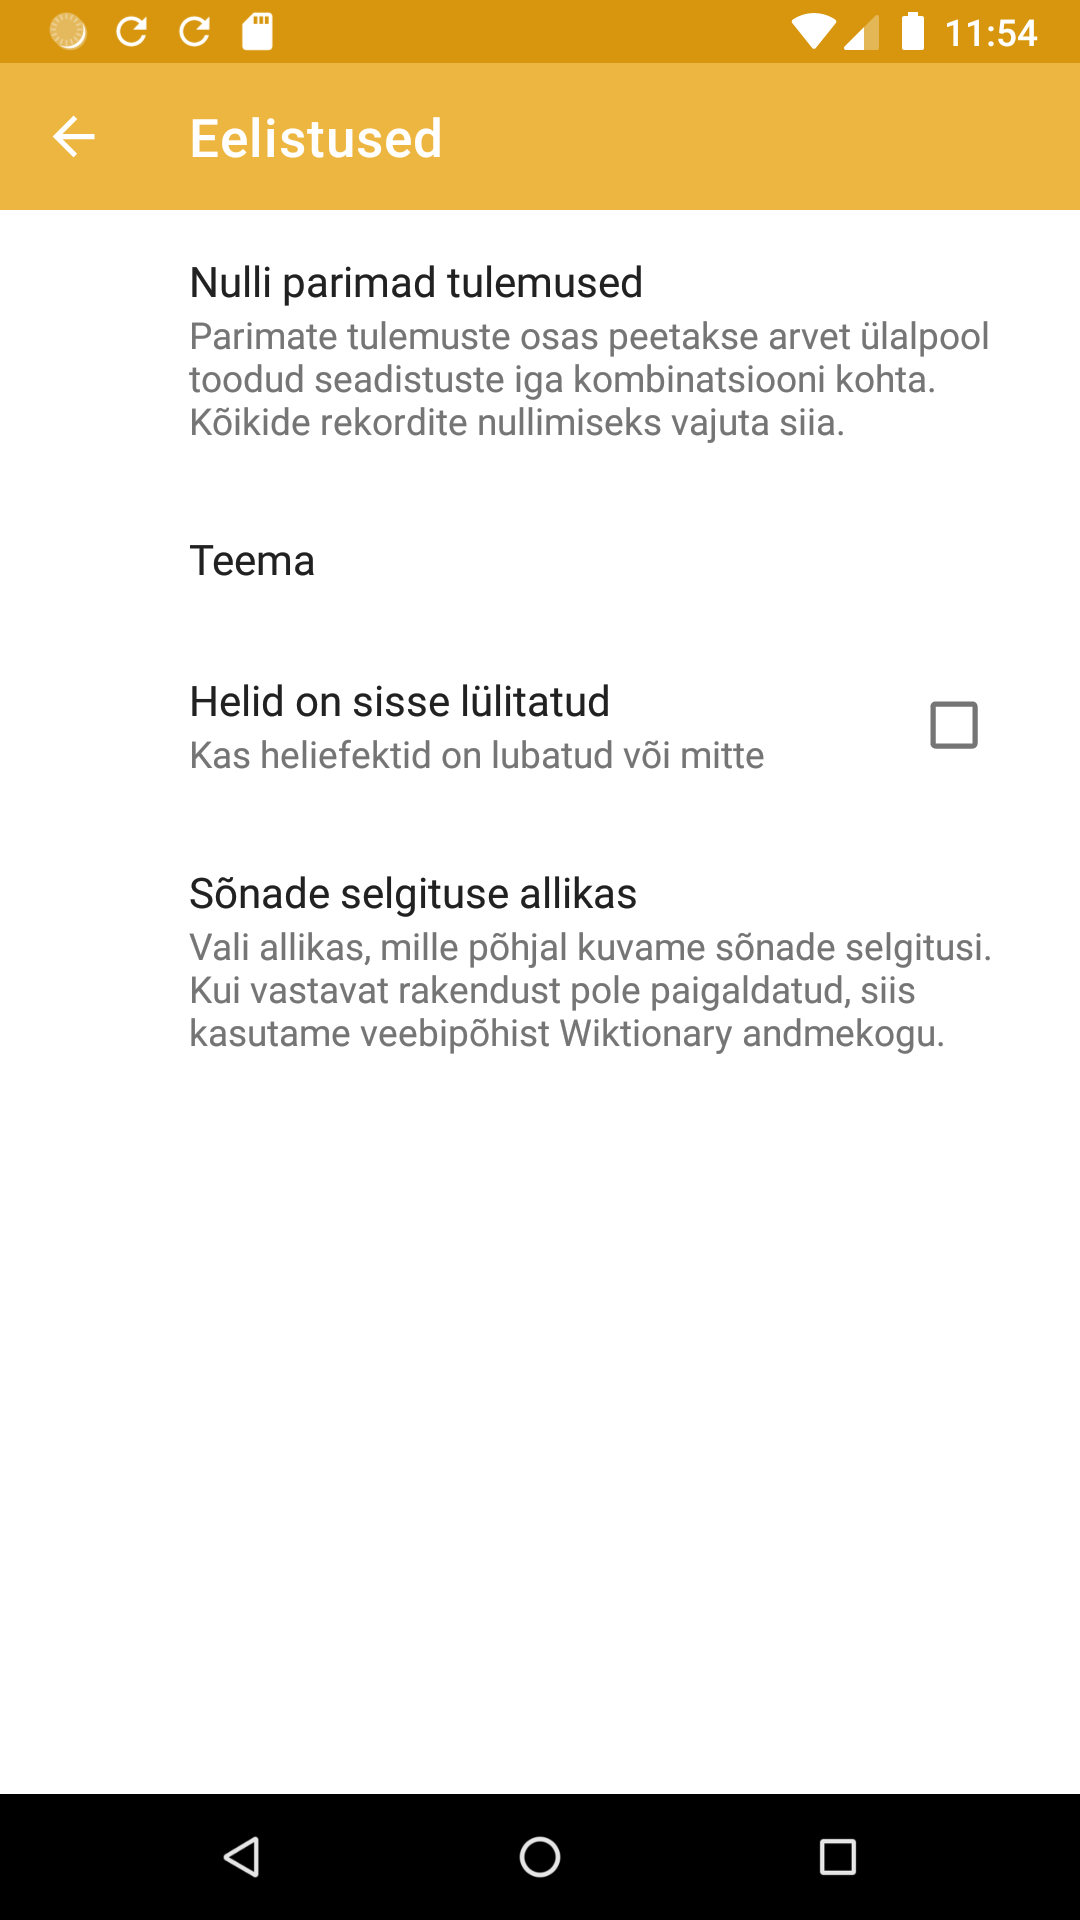 11:54
Eelistused
Nulli parimad tulemused
Parimate tulemuste osas peetakse arvet ülalpool
toodud seadistuste iga kombinatsiooni kohta.
Kõikide rekordite nullimiseks vajuta siia.
Teema
Helid on sisse lülitatud
Kas heliefektid on lubatud või mitte
Sõnade selgituse allikas
Vali allikas, mille põhjal kuvame sõnade selgitusi.
Kui vastavat rakendust pole paigaldatud, siis
kasutame veebipõhist Wiktionary andmekogu.